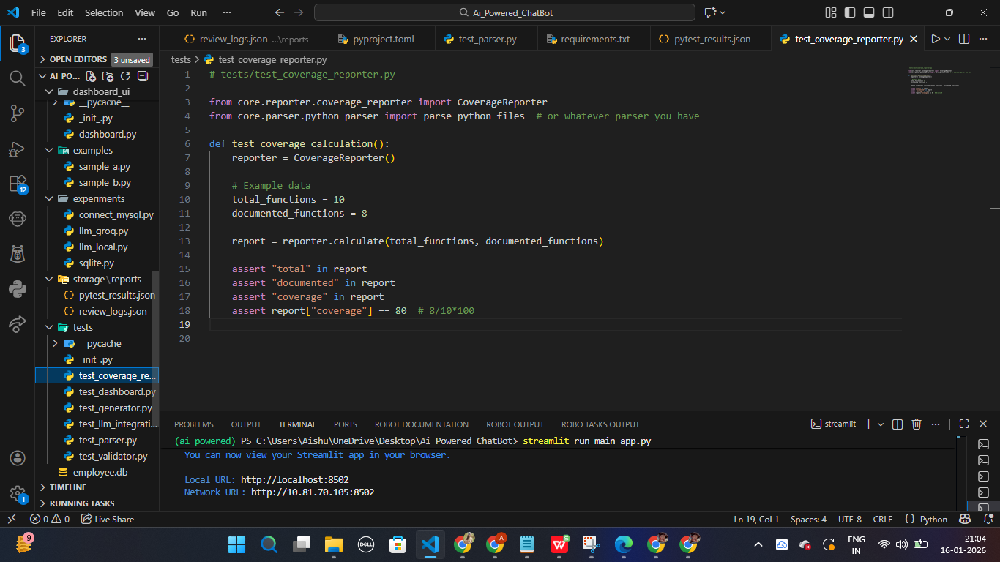 File Edit Selection View Go Run ···
Ai_Powered_ChatBot
EXPLORER ···
OPEN EDITORS 3 unsaved
AI_PO...
dashboard_ui
__pycache__
_init_.py
dashboard.py
examples
sample_a.py
sample_b.py
experiments
connect_mysql.py
llm_groq.py
llm_local.py
sqlite.py
storage\reports
pytest_results.json
review_logs.json
tests
__pycache__
_init_.py
test_coverage_re...
test_dashboard.py
test_generator.py
test_llm_integrati...
test_parser.py
test_validator.py
employee.db
TIMELINE
RUNNING TASKS
3
12
1
review_logs.json ...\reports
pyproject.toml
test_parser.py
requirements.txt
pytest_results.json
test_coverage_reporter.py
tests > test_coverage_reporter.py
1 # tests/test_coverage_reporter.py
2
3 from core.reporter.coverage_reporter import CoverageReporter
4 from core.parser.python_parser import parse_python_files # or whatever parser you have
5
6 def test_coverage_calculation():
7 reporter = CoverageReporter()
8
9 # Example data
10 total_functions = 10
11 documented_functions = 8
12
13 report = reporter.calculate(total_functions, documented_functions)
14
15 assert "total" in report
16 assert "documented" in report
17 assert "coverage" in report
18 assert report["coverage"] == 80 # 8/10*100
19
20
PROBLEMS OUTPUT TERMINAL PORTS ROBOT DOCUMENTATION ROBOT OUTPUT ROBO TASKS OUTPUT
streamlit
(ai_powered) PS C:\Users\Aishu\OneDrive\Desktop\Ai_Powered_ChatBot> streamlit run main_app.py
You can now view your Streamlit app in your browser.
Local URL: http://localhost:8502
Network URL: http://10.81.70.105:8502
0 0 Live Share
Ln 19, Col 1 Spaces: 4 UTF-8 CRLF { } Python
9
DELL
A
W
ENG
IN
21:04
16-01-2026